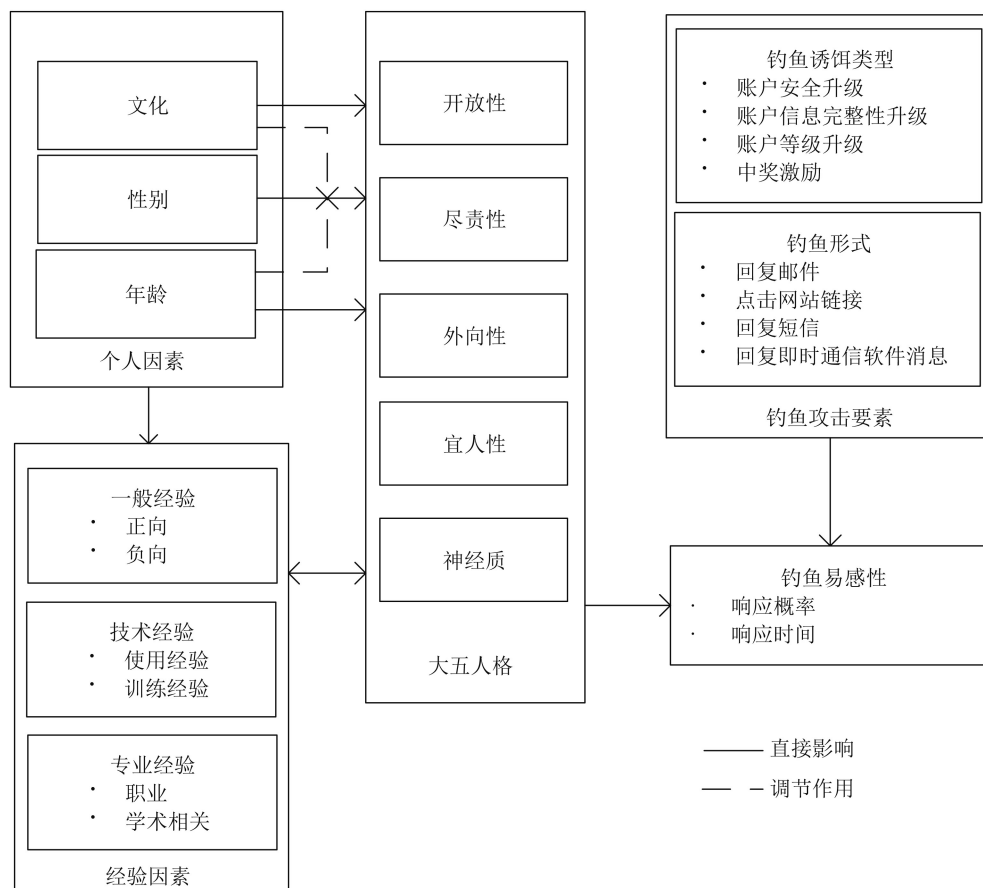 文化
性别
年龄
个人因素
一般经验
· 正向
· 负向
技术经验
· 使用经验
· 训练经验
专业经验
· 职业
· 学术相关
经验因素
开放性
尽责性
外向性
宜人性
神经质
大五人格
钓鱼诱饵类型
· 账户安全升级
· 账户信息完整性升级
· 账户等级升级
· 中奖激励
钓鱼形式
· 回复邮件
· 点击网站链接
· 回复短信
· 回复即时通信软件消息
钓鱼攻击要素
钓鱼易感性
· 响应概率
· 响应时间
直接影响
调节作用